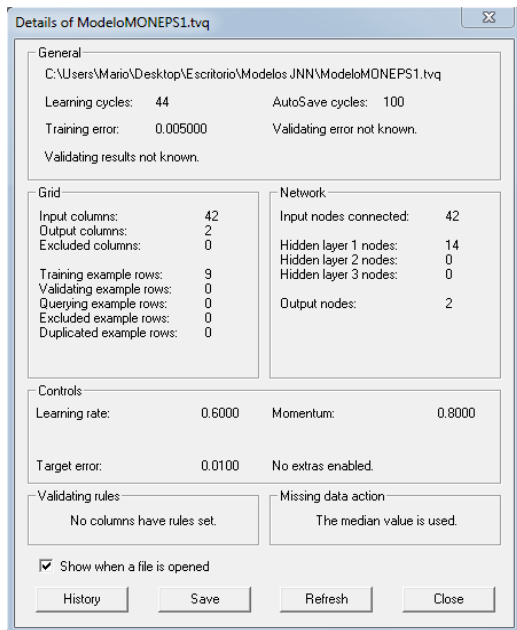 Details of ModeloMONEPS1.tvq
General
C:\Users\Mario\Desktop\Escritorio\Modelos JNN\ModeloMONEPS1.tvq
Learning cycles: 44 AutoSave cycles: 100
Training error: 0.005000 Validating error not known.
Validating results not known.
Grid
Input columns: 42
Output columns: 2
Excluded columns: 0
Training example rows: 9
Validating example rows: 0
Querying example rows: 0
Excluded example rows: 0
Duplicated example rows: 0
Network
Input nodes connected: 42
Hidden layer 1 nodes: 14
Hidden layer 2 nodes: 0
Hidden layer 3 nodes: 0
Output nodes: 2
Controls
Learning rate: 0.6000 Momentum: 0.8000
Target error: 0.0100 No extras enabled.
Validating rules
No columns have rules set.
Missing data action
The median value is used.
Show when a file is opened
History Save Refresh Close